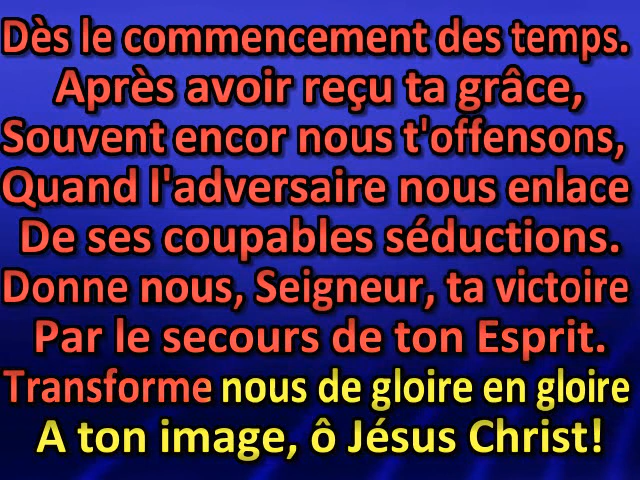 Dès le commencement des temps.
Après avoir reçu ta grâce,
Souvent encor nous t'offensons,
Quand l'adversaire nous enlace
De ses coupables séductions.
Donne nous, Seigneur, ta victoire
Par le secours de ton Esprit.
Transforme nous de gloire en gloire
A ton image, ô Jésus Christ!